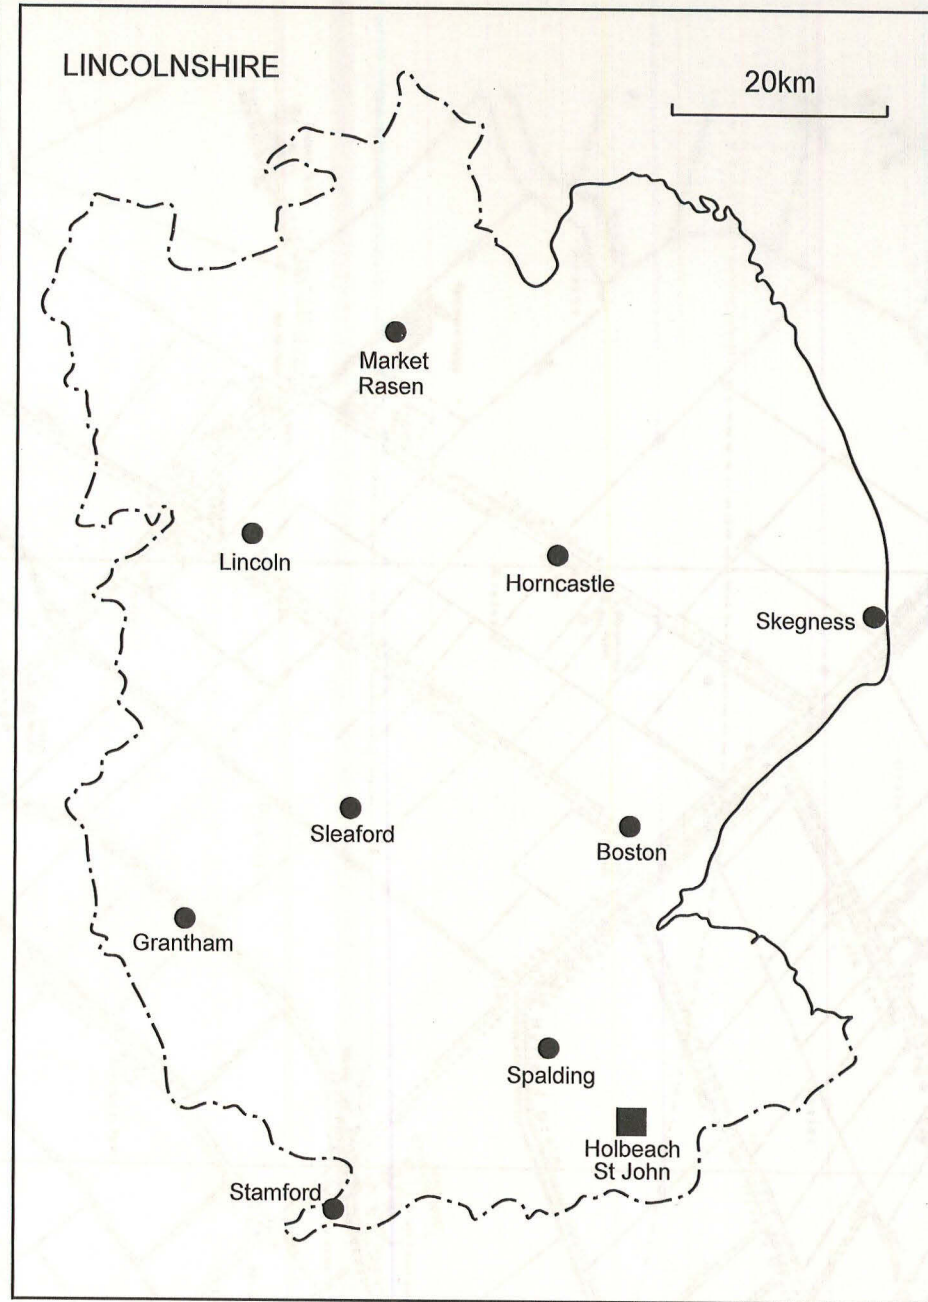 LINCOLNSHIRE
20km
Market
Rasen
Lincoln
Horncastle
Skegness
Sleaford
Boston
Grantham
Spalding
Holbeach
St John
Stamford